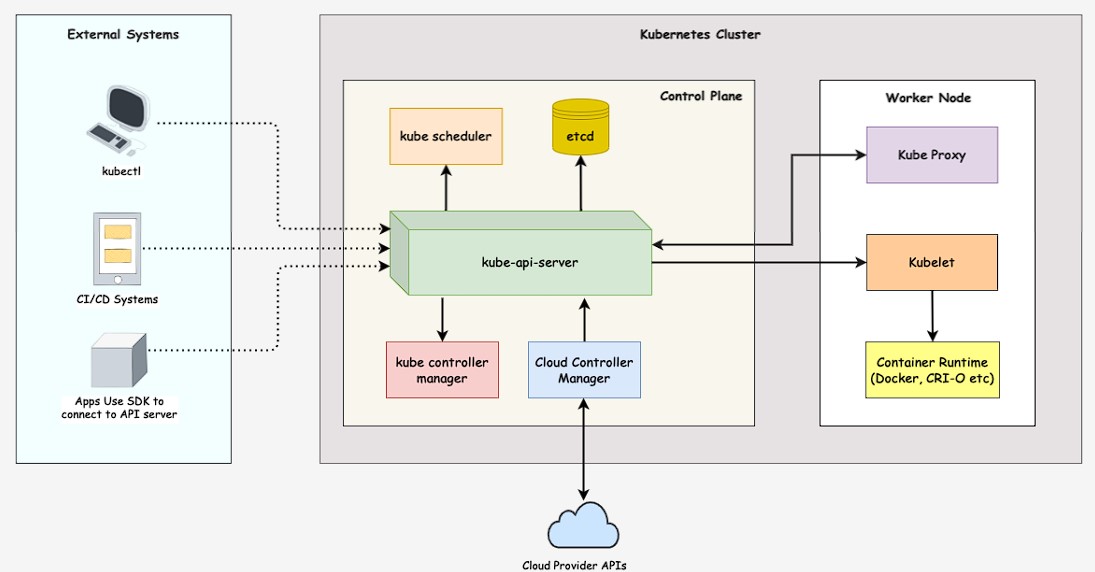 External Systems
kubectl
CI/CD Systems
Apps Use SDK to
connect to API server
Kubernetes Cluster
Control Plane
kube scheduler
etcd
kube-api-server
kube controller
manager
Cloud Controller
Manager
Worker Node
Kube Proxy
Kubelet
Container Runtime
(Docker, CRI-O etc)
Cloud Provider APIs